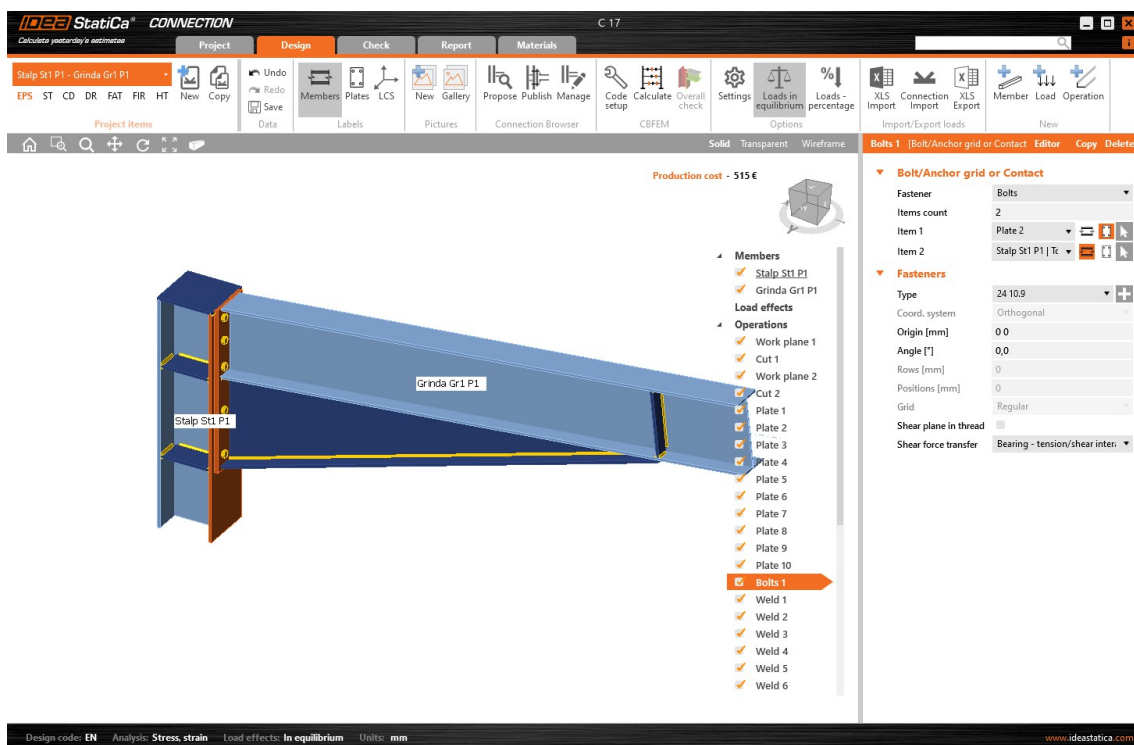 IDEA StatiCa® CONNECTION
C 17
Calculate yesterday's estimates
Project Design Check Report Materials
Stalp St1 P1 - Grinda Gr1 P1
EPS ST CD DR FAT FIR HT New Copy
Undo
Redo
Save
Members Plates LCS
New Gallery
Propose Publish Manage
Code setup Calculate Overall check
Settings Loads in equilibrium Loads - percentage
XLS Import Connection Import XLS Export
Member Load Operation
Project items Data Labels Pictures Connection Browser CBFEM Options Import/Export loads New
Solid Transparent Wireframe
Production cost - 515 €
Members
Stalp St1 P1
Grinda Gr1 P1
Load effects
Operations
Work plane 1
Cut 1
Work plane 2
Cut 2
Plate 1
Plate 2
Plate 3
Plate 4
Plate 5
Plate 6
Plate 7
Plate 8
Plate 9
Plate 10
Bolts 1
Weld 1
Weld 2
Weld 3
Weld 4
Weld 5
Weld 6
Grinda Gr1 P1
Stalp St1 P1
Bolts 1 [Bolt/Anchor grid or Contact Editor Copy Delete
Bolt/Anchor grid or Contact
Fastener Bolts
Items count 2
Item 1 Plate 2
Item 2 Stalp St1 P1 | Tc
Fasteners
Type 24 10.9
Coord. system Orthogonal
Origin [mm] 0 0
Angle [°] 0,0
Rows [mm] 0
Positions [mm] 0
Grid Regular
Shear plane in thread
Shear force transfer Bearing - tension/shear inter
Design code: EN Analysis: Stress, strain Load effects: In equilibrium Units: mm
www.ideastatica.com